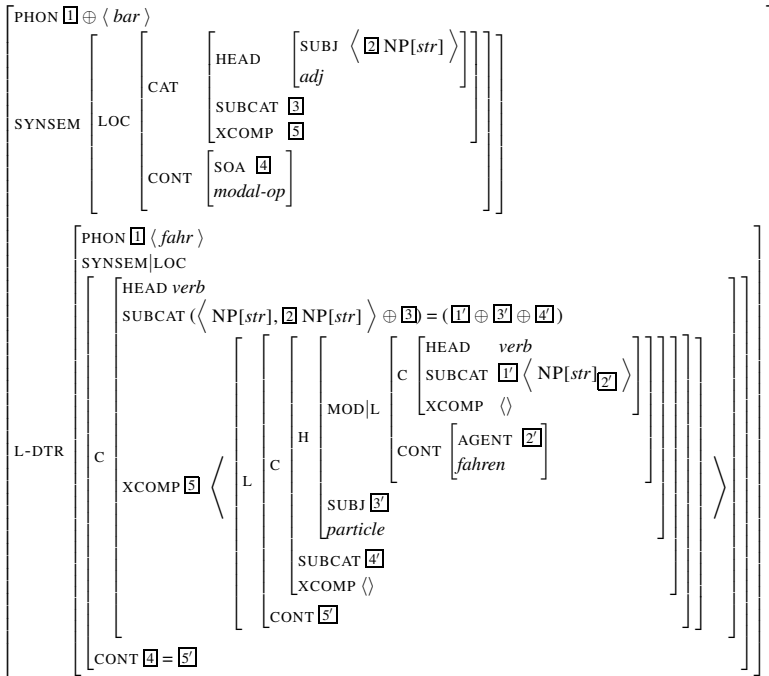 PHON 1 ⊕ ⟨ bar ⟩
SUBJ ⟨ 2 NP[str] ⟩
HEAD
adj
CAT
SUBCAT 3
SYNSEM LOC
XCOMP 5
SOA 4
CONT
modal-op
PHON 1 ⟨ fahr ⟩
SYNSEM|LOC
HEAD verb
SUBCAT (⟨ NP[str], 2 NP[str] ⟩ ⊕ 3) = (1′ ⊕ 3′ ⊕ 4′)
HEAD verb
C SUBCAT 1′ ⟨ NP[str]2′ ⟩
MOD|L
XCOMP ⟨⟩
H
AGENT 2′
CONT
fahren
L-DTR C
C
XCOMP 5 ⟨ L
SUBJ 3′
particle
SUBCAT 4′
XCOMP ⟨⟩
CONT 5′
CONT 4 = 5′